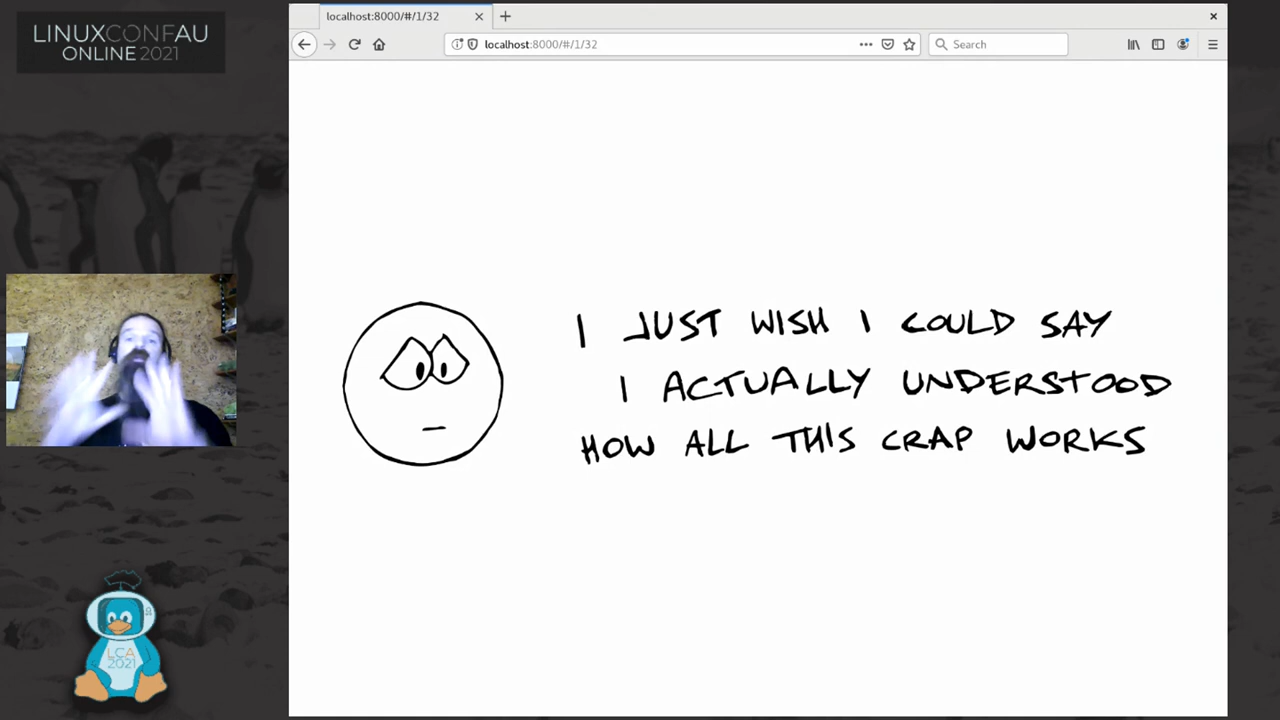 LINUXCONFAU
ONLINE 2021
localhost:8000/#/1/32
localhost:8000/#/1/32
Search
I JUST WISH I COULD SAY
I ACTUALLY UNDERSTOOD
HOW ALL THIS CRAP WORKS
LCA
2021